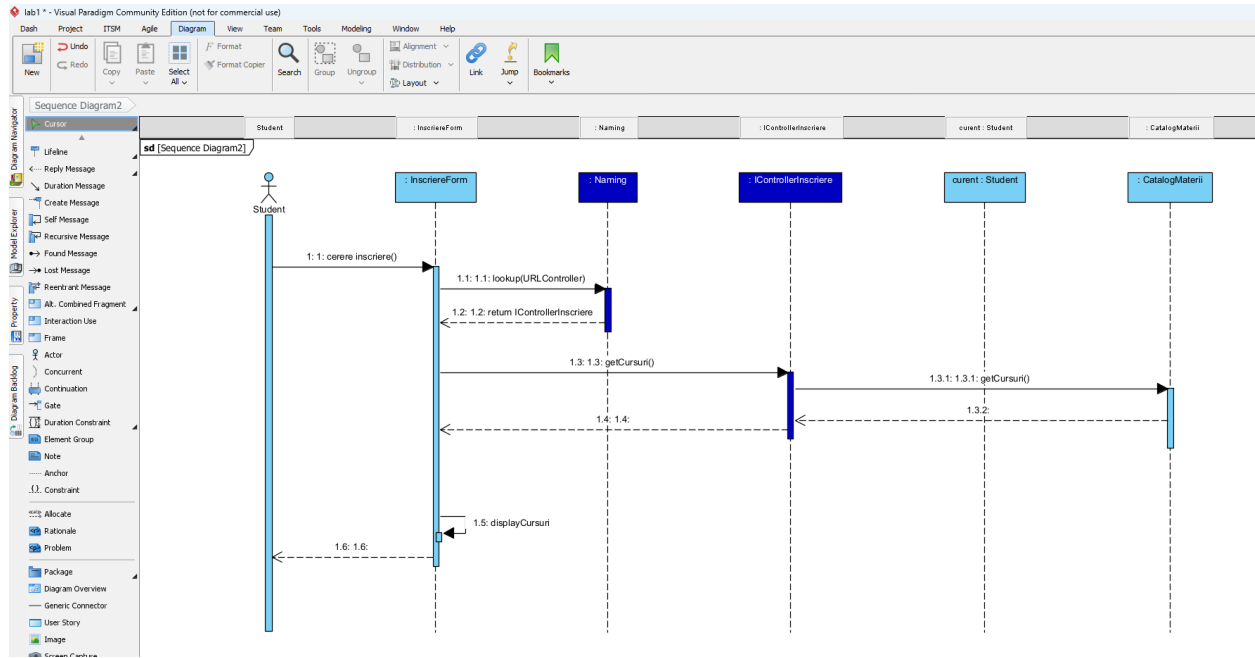 lab1 * - Visual Paradigm Community Edition (not for commercial use)
Dash Project ITSM Agile Diagram View Team Tools Modeling Window Help
New
Undo
Redo
Copy
Paste
Select All
Format
Format Copier
Search
Group
Ungroup
Alignment
Distribution
Layout
Link
Jump
Bookmarks
Sequence Diagram2
Diagram Navigator
Model Explorer
Property
Diagram Backlog
Cursor
Lifeline
Reply Message
Duration Message
Create Message
Self Message
Recursive Message
Found Message
Lost Message
Reentrant Message
Alt. Combined Fragment
Interaction Use
Frame
Actor
Concurrent
Continuation
Gate
Duration Constraint
Element Group
Note
Anchor
Constraint
Allocate
Rationale
Problem
Package
Diagram Overview
Generic Connector
User Story
Image
Screen Capture
Student
: InscriereForm
: Naming
: IControllerInscriere
curent : Student
: CatalogMaterii
sd [Sequence Diagram2]
Student
: InscriereForm
: Naming
: IControllerInscriere
curent : Student
: CatalogMaterii
1: 1: cerere inscriere()
1.1: 1.1: lookup(URLController)
1.2: 1.2: return IControllerInscriere
1.3: 1.3: getCursuri()
1.3.1: 1.3.1: getCursuri()
1.3.2:
1.4: 1.4:
1.5: displayCursuri
1.6: 1.6: